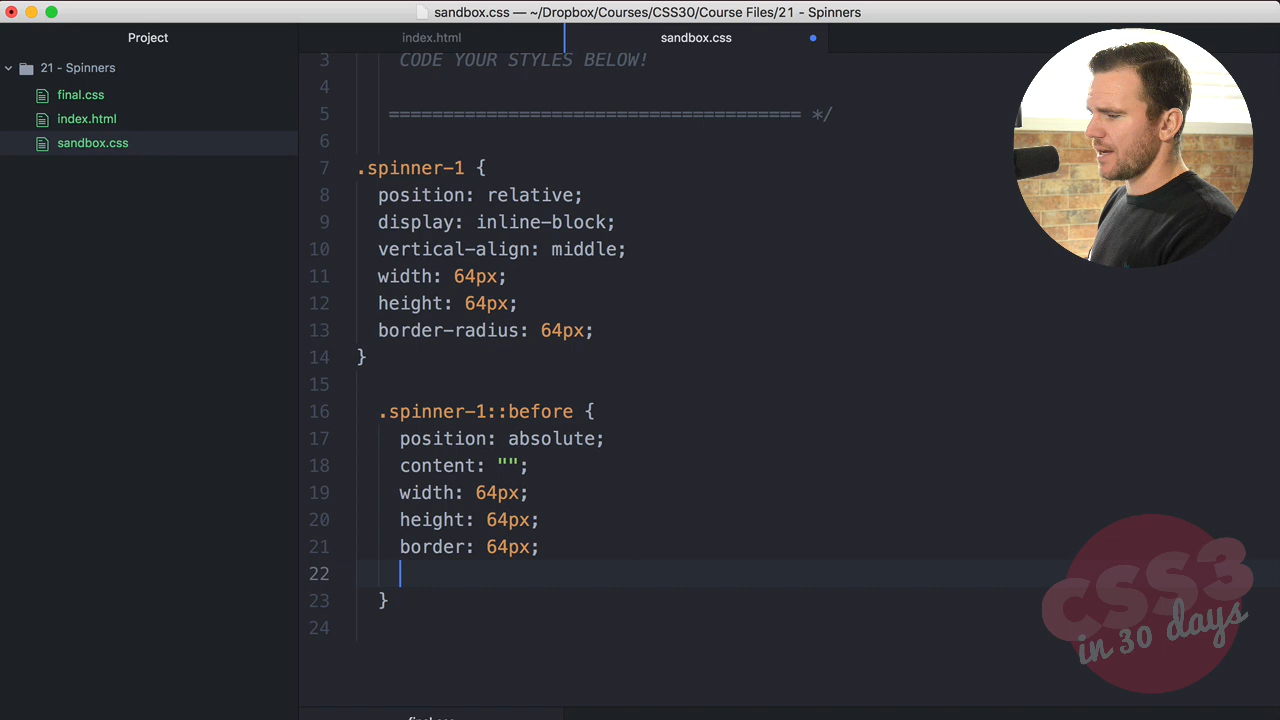 sandbox.css — ~/Dropbox/Courses/CSS30/Course Files/21 - Spinners
Project
index.html
sandbox.css
21 - Spinners
final.css
index.html
sandbox.css
3 CODE YOUR STYLES BELOW!
4
5 ====================================== */
6
7 .spinner-1 {
8 position: relative;
9 display: inline-block;
10 vertical-align: middle;
11 width: 64px;
12 height: 64px;
13 border-radius: 64px;
14 }
15
16 .spinner-1::before {
17 position: absolute;
18 content: "";
19 width: 64px;
20 height: 64px;
21 border: 64px;
22
23 }
24
CSS3
in 30 days